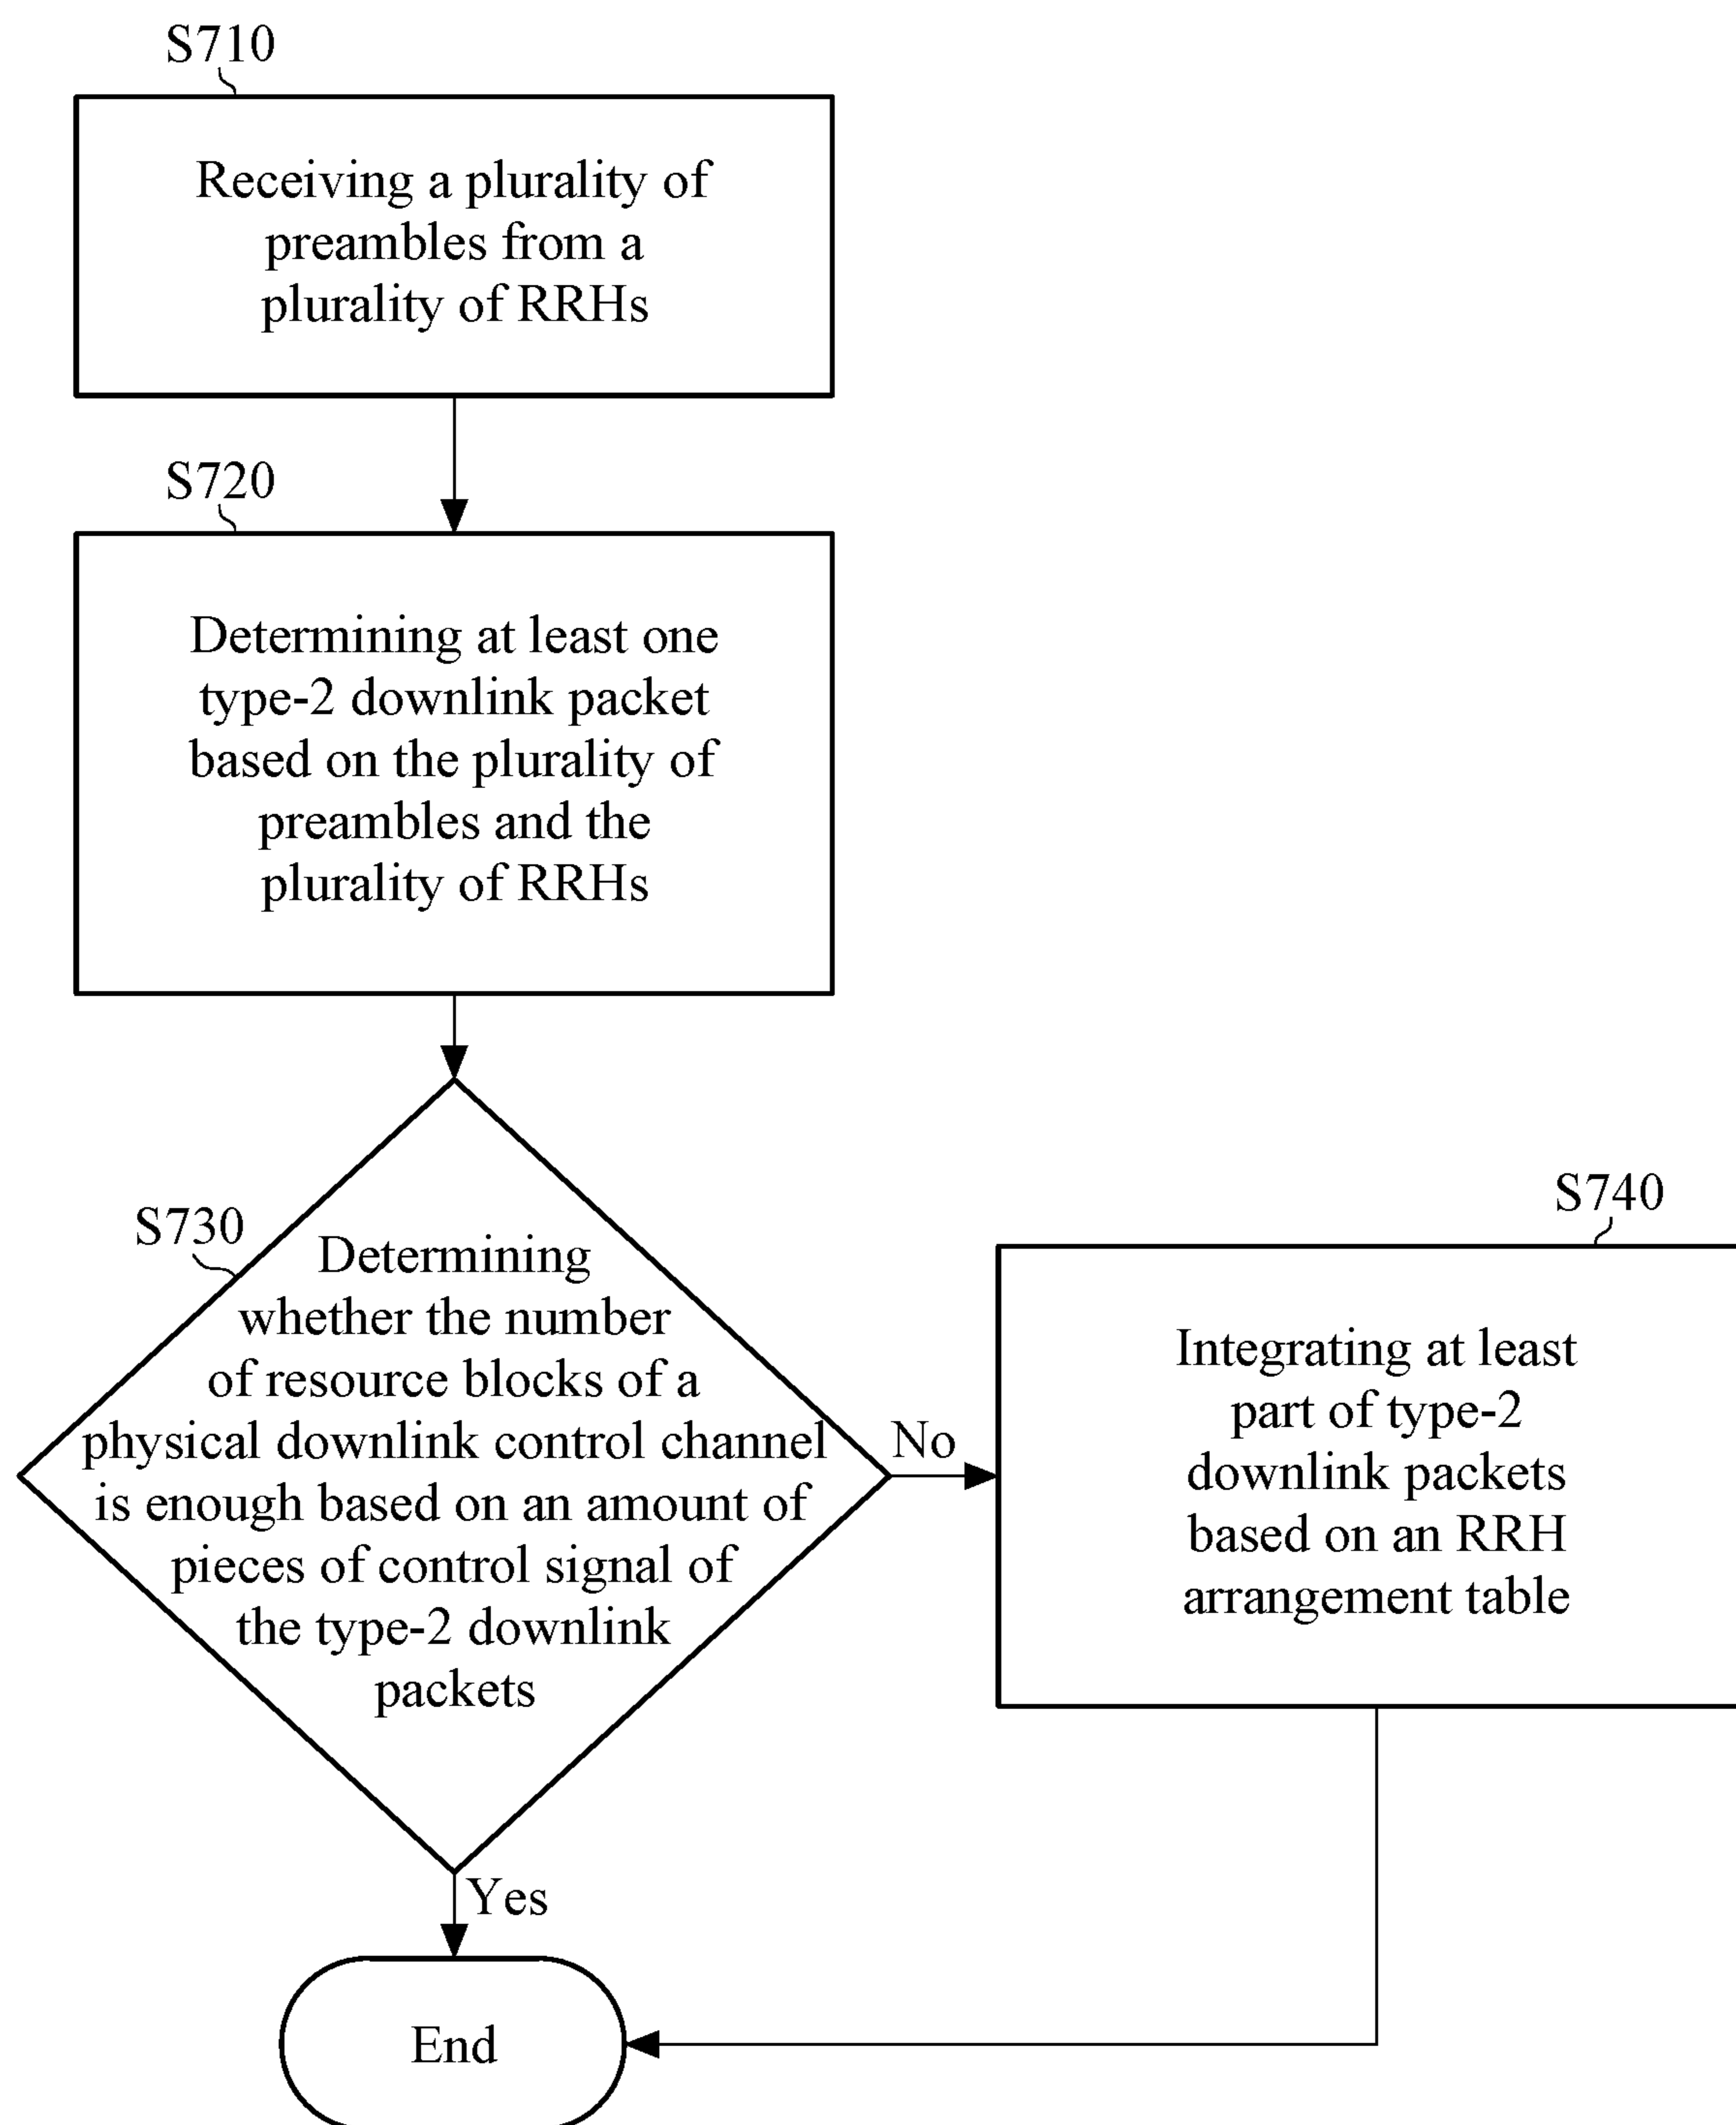 S710
Receiving a plurality of
preambles from a
plurality of RRHs
S720
Determining at least one
type-2 downlink packet
based on the plurality of
preambles and the
plurality of RRHs
S730
Determining
whether the number
of resource blocks of a
physical downlink control channel
is enough based on an amount of
pieces of control signal of
the type-2 downlink
packets
No
S740
Integrating at least
part of type-2
downlink packets
based on an RRH
arrangement table
Yes
End